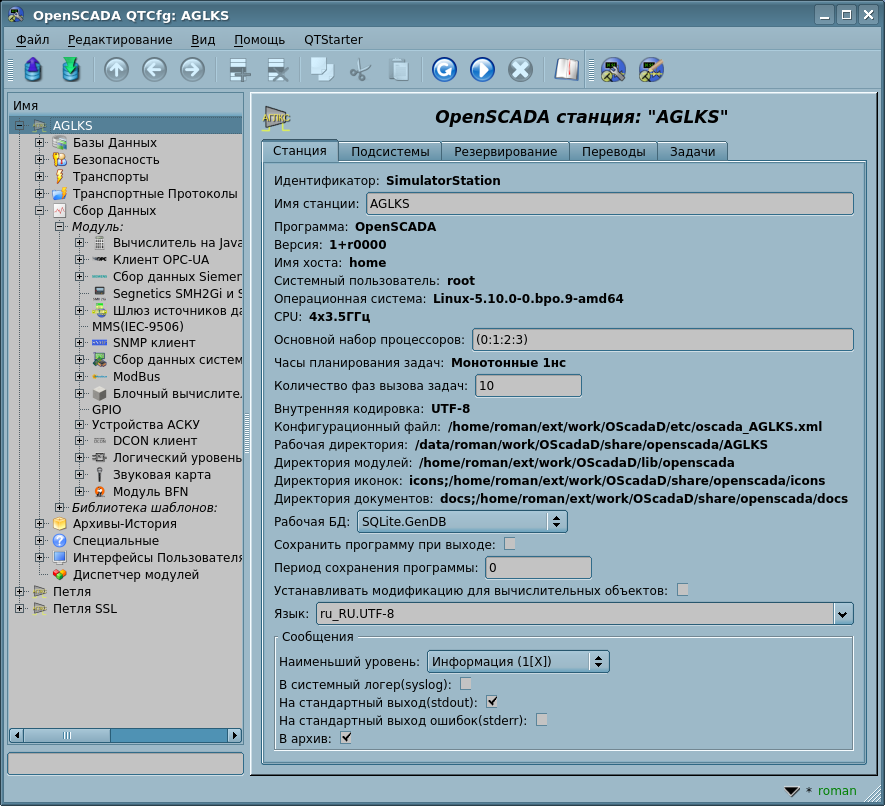 OpenSCADA QTCfg: AGLKS
Файл Редактирование Вид Помощь QTStarter
Имя
AGLKS
Базы Данных
Безопасность
Транспорты
Транспортные Протоколы
Сбор Данных
Модуль:
Вычислитель на Java
Клиент OPC-UA
Сбор данных Siemen
Segnetics SMH2Gi и S
Шлюз источников да
MMS(IEC-9506)
SNMP клиент
Сбор данных систем
ModBus
Блочный вычислите.
GPIO
Устройства АСКУ
DCON клиент
Логический уровень
Звуковая карта
Модуль BFN
Библиотека шаблонов:
Архивы-История
Специальные
Интерфейсы Пользователя
Диспетчер модулей
Петля
Петля SSL
АГЛКС
OpenSCADA станция: "AGLKS"
Станция Подсистемы Резервирование Переводы Задачи
Идентификатор: SimulatorStation
Имя станции: AGLKS
Программа: OpenSCADA
Версия: 1+r0000
Имя хоста: home
Системный пользователь: root
Операционная система: Linux-5.10.0-0.bpo.9-amd64
CPU: 4x3.5ГГц
Основной набор процессоров: (0:1:2:3)
Часы планирования задач: Монотонные 1нс
Количество фаз вызова задач: 10
Внутренняя кодировка: UTF-8
Конфигурационный файл: /home/roman/ext/work/OScadaD/etc/oscada_AGLKS.xml
Рабочая директория: /data/roman/work/OScadaD/share/openscada/AGLKS
Директория модулей: /home/roman/ext/work/OScadaD/lib/openscada
Директория иконок: icons;/home/roman/ext/work/OScadaD/share/openscada/icons
Директория документов: docs;/home/roman/ext/work/OScadaD/share/openscada/docs
Рабочая БД: SQLite.GenDB
Сохранить программу при выходе:
Период сохранения программы: 0
Устанавливать модификацию для вычислительных объектов:
Язык: ru_RU.UTF-8
Сообщения
Наименьший уровень: Информация (1[X])
В системный логер(syslog):
На стандартный выход(stdout):
На стандартный выход ошибок(stderr):
В архив:
* roman